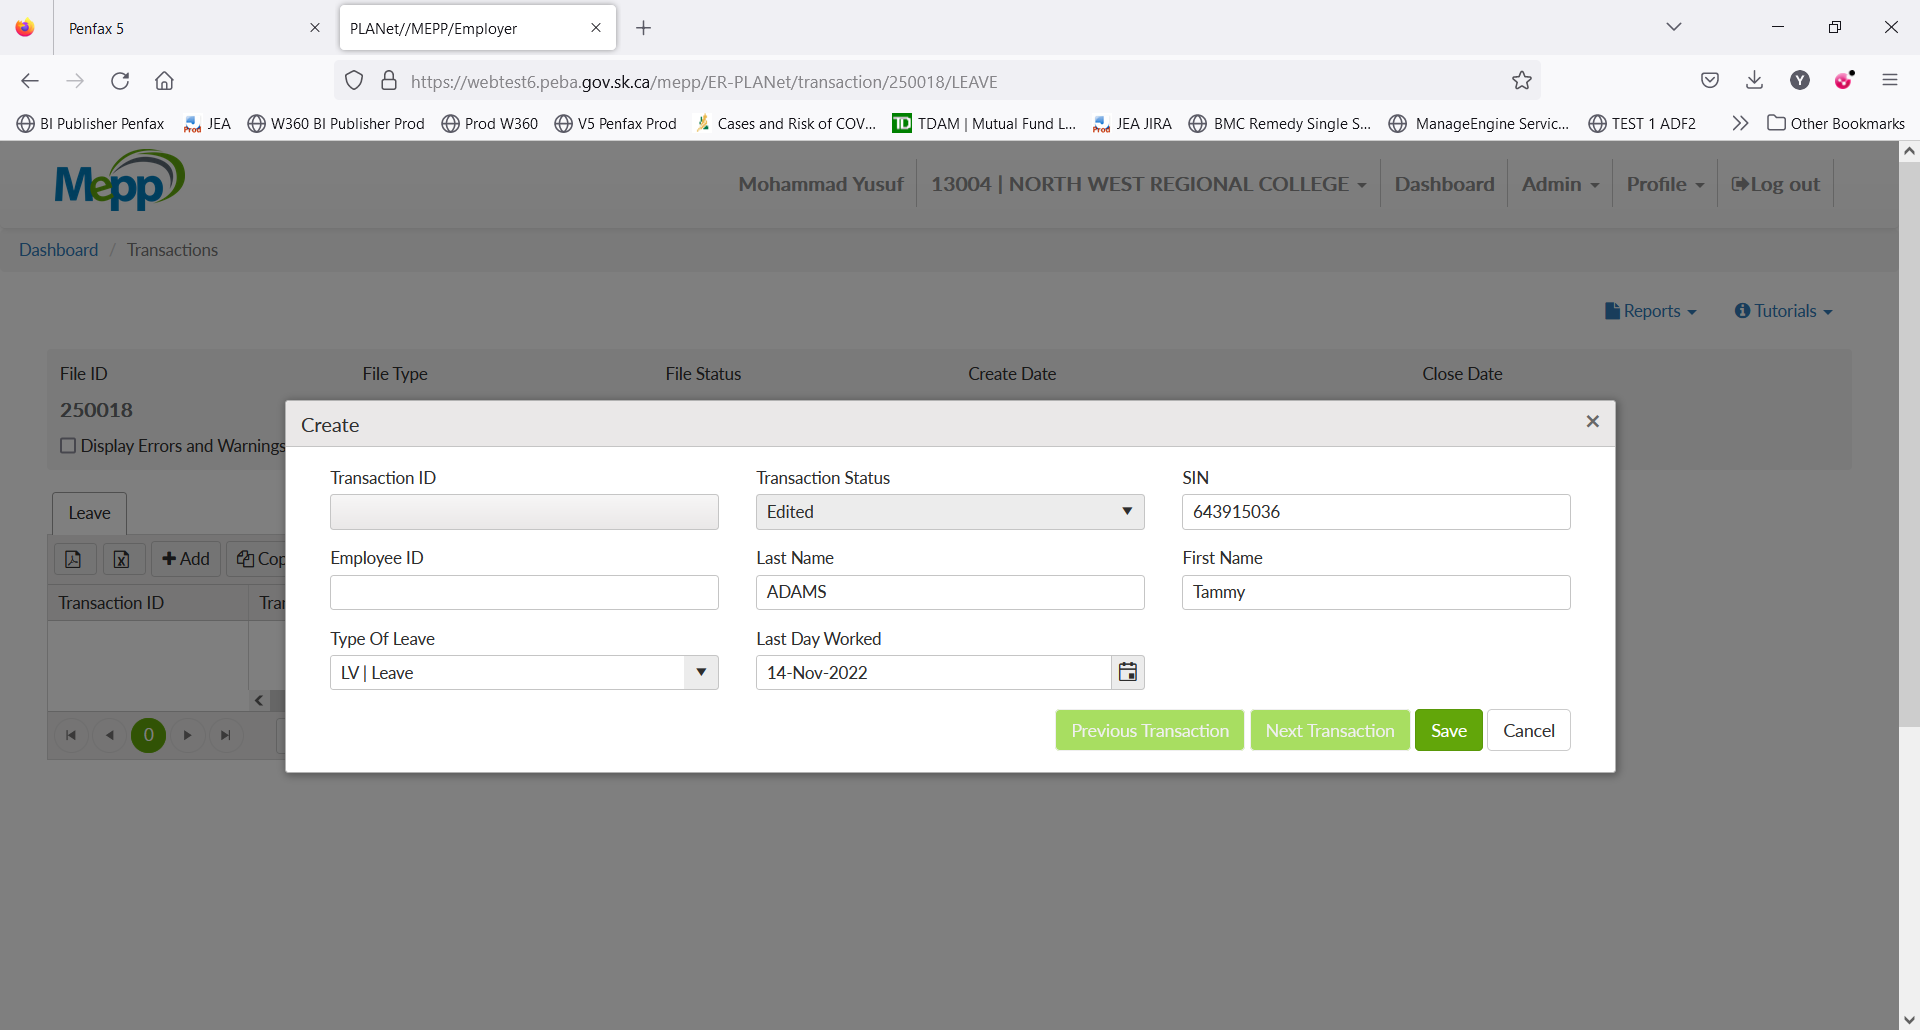 Penfax 5
PLANet//MEPP/Employer
https://webtest6.peba.gov.sk.ca/mepp/ER-PLANet/transaction/250018/LEAVE
Y
BI Publisher Penfax
Prod JEA
W360 BI Publisher Prod
Prod W360
V5 Penfax Prod
Cases and Risk of COV...
TD TDAM | Mutual Fund L...
Prod JEA JIRA
BMC Remedy Single S...
ManageEngine Servic...
TEST 1 ADF2
Other Bookmarks
Mepp
Mohammad Yusuf
13004 | NORTH WEST REGIONAL COLLEGE
Dashboard
Admin
Profile
Log out
Dashboard / Transactions
Reports
Tutorials
File ID
File Type
File Status
Create Date
Close Date
250018
Display Errors and Warnings
Create
Transaction ID
Transaction Status
SIN
Edited
643915036
Leave
Employee ID
Last Name
First Name
Add
Cop
ADAMS
Tammy
Transaction ID
Tra
Type Of Leave
Last Day Worked
LV | Leave
14-Nov-2022
0
Previous Transaction
Next Transaction
Save
Cancel